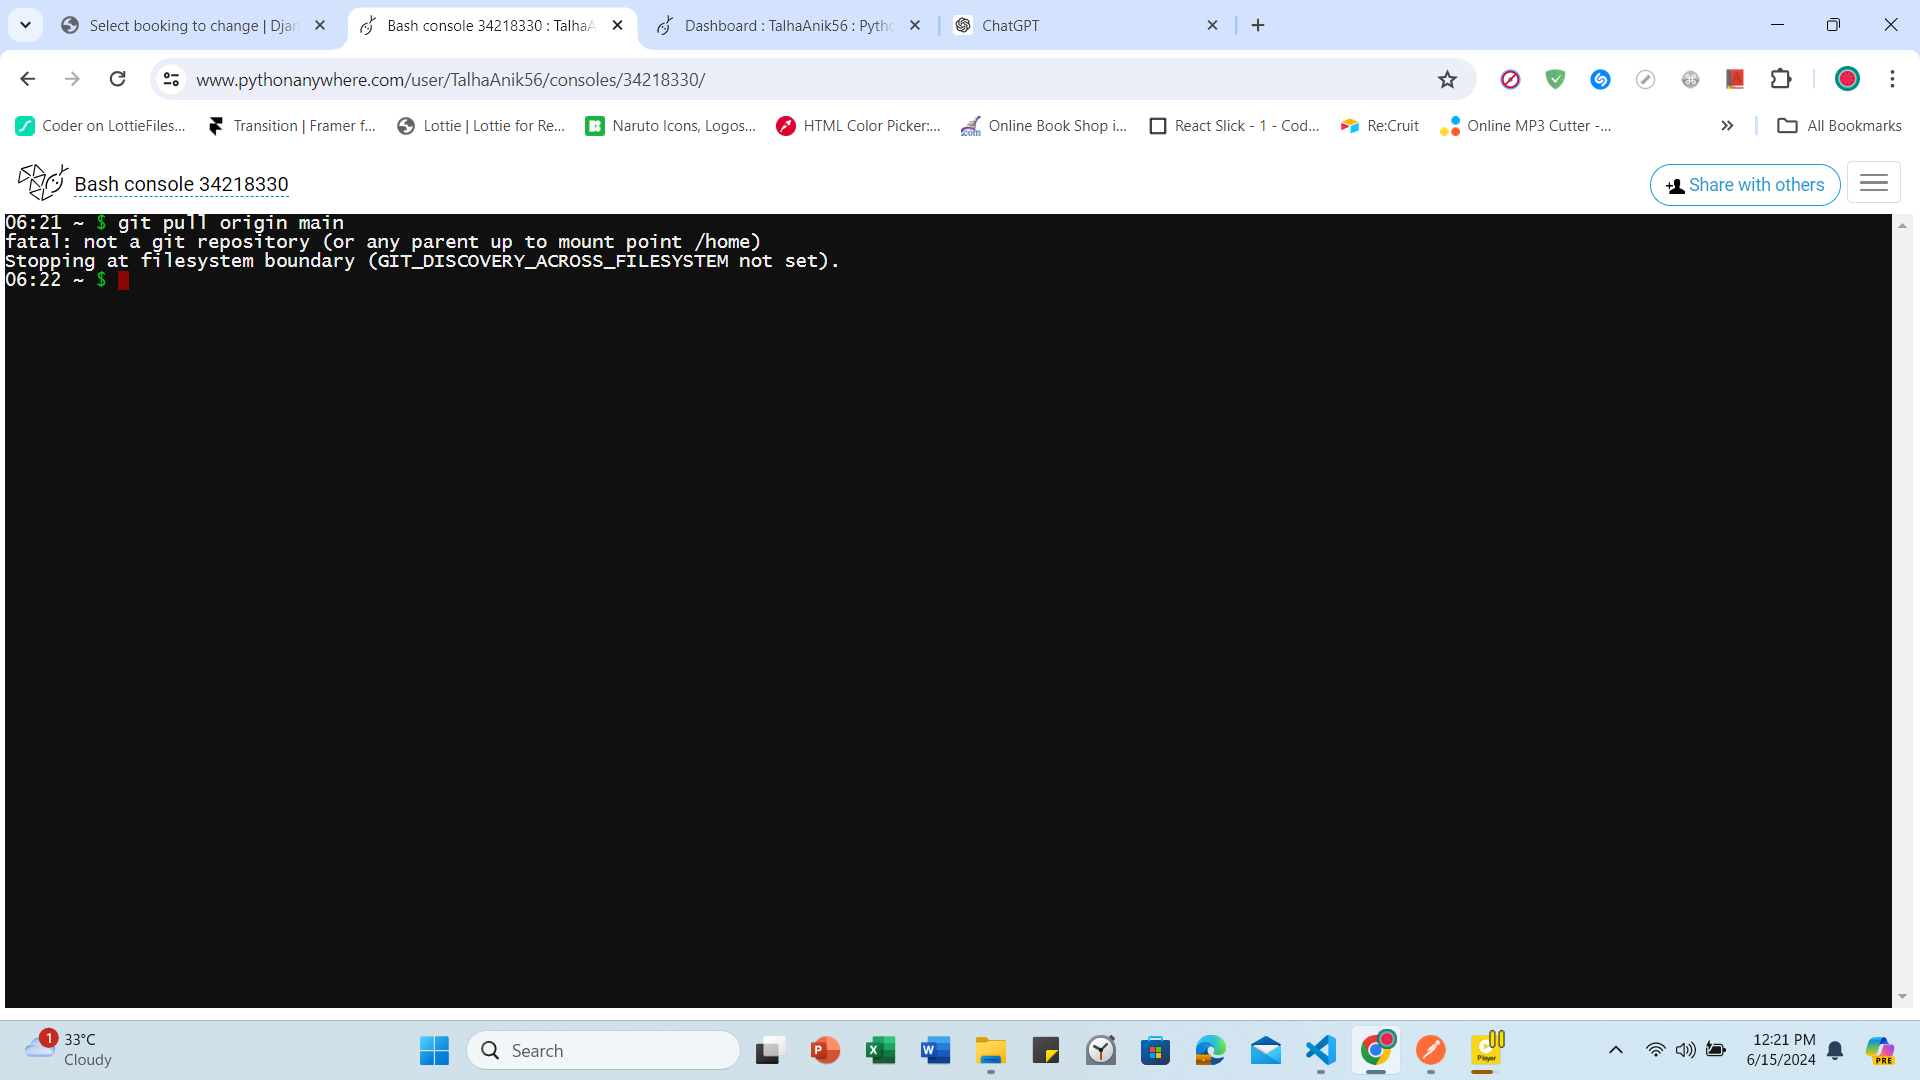 Select booking to change | Djan
Bash console 34218330 : TalhaA
Dashboard : TalhaAnik56 : Pytho
ChatGPT
www.pythonanywhere.com/user/TalhaAnik56/consoles/34218330/
Coder on LottieFiles...
Transition | Framer f...
Lottie | Lottie for Re...
Naruto Icons, Logos...
HTML Color Picker:...
Online Book Shop i...
React Slick - 1 - Cod...
Re:Cruit
Online MP3 Cutter -...
All Bookmarks
Bash console 34218330
Share with others
06:21 ~ $ git pull origin main
fatal: not a git repository (or any parent up to mount point /home)
Stopping at filesystem boundary (GIT_DISCOVERY_ACROSS_FILESYSTEM not set).
06:22 ~ $
1
33°C
Cloudy
Search
Player
12:21 PM
6/15/2024
PRE